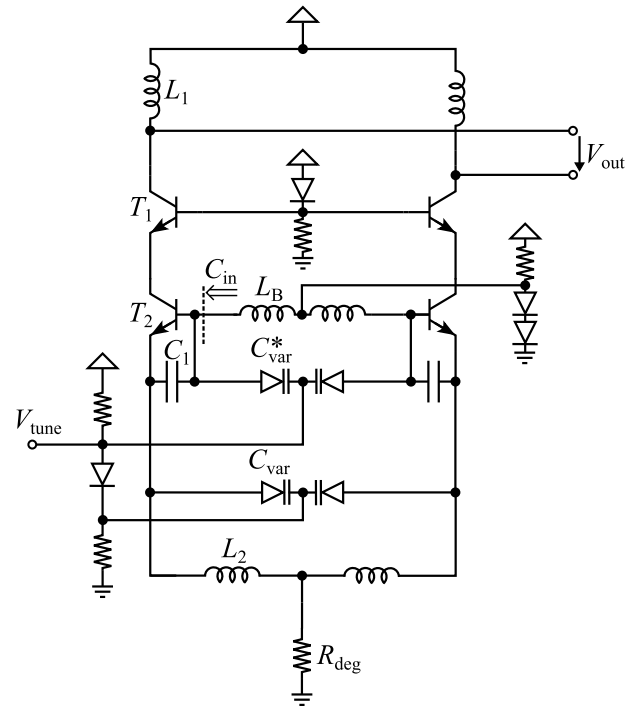 L1
Vout
T1
Cin
LB
T2
C1
C*var
Vtune
Cvar
L2
Rdeg